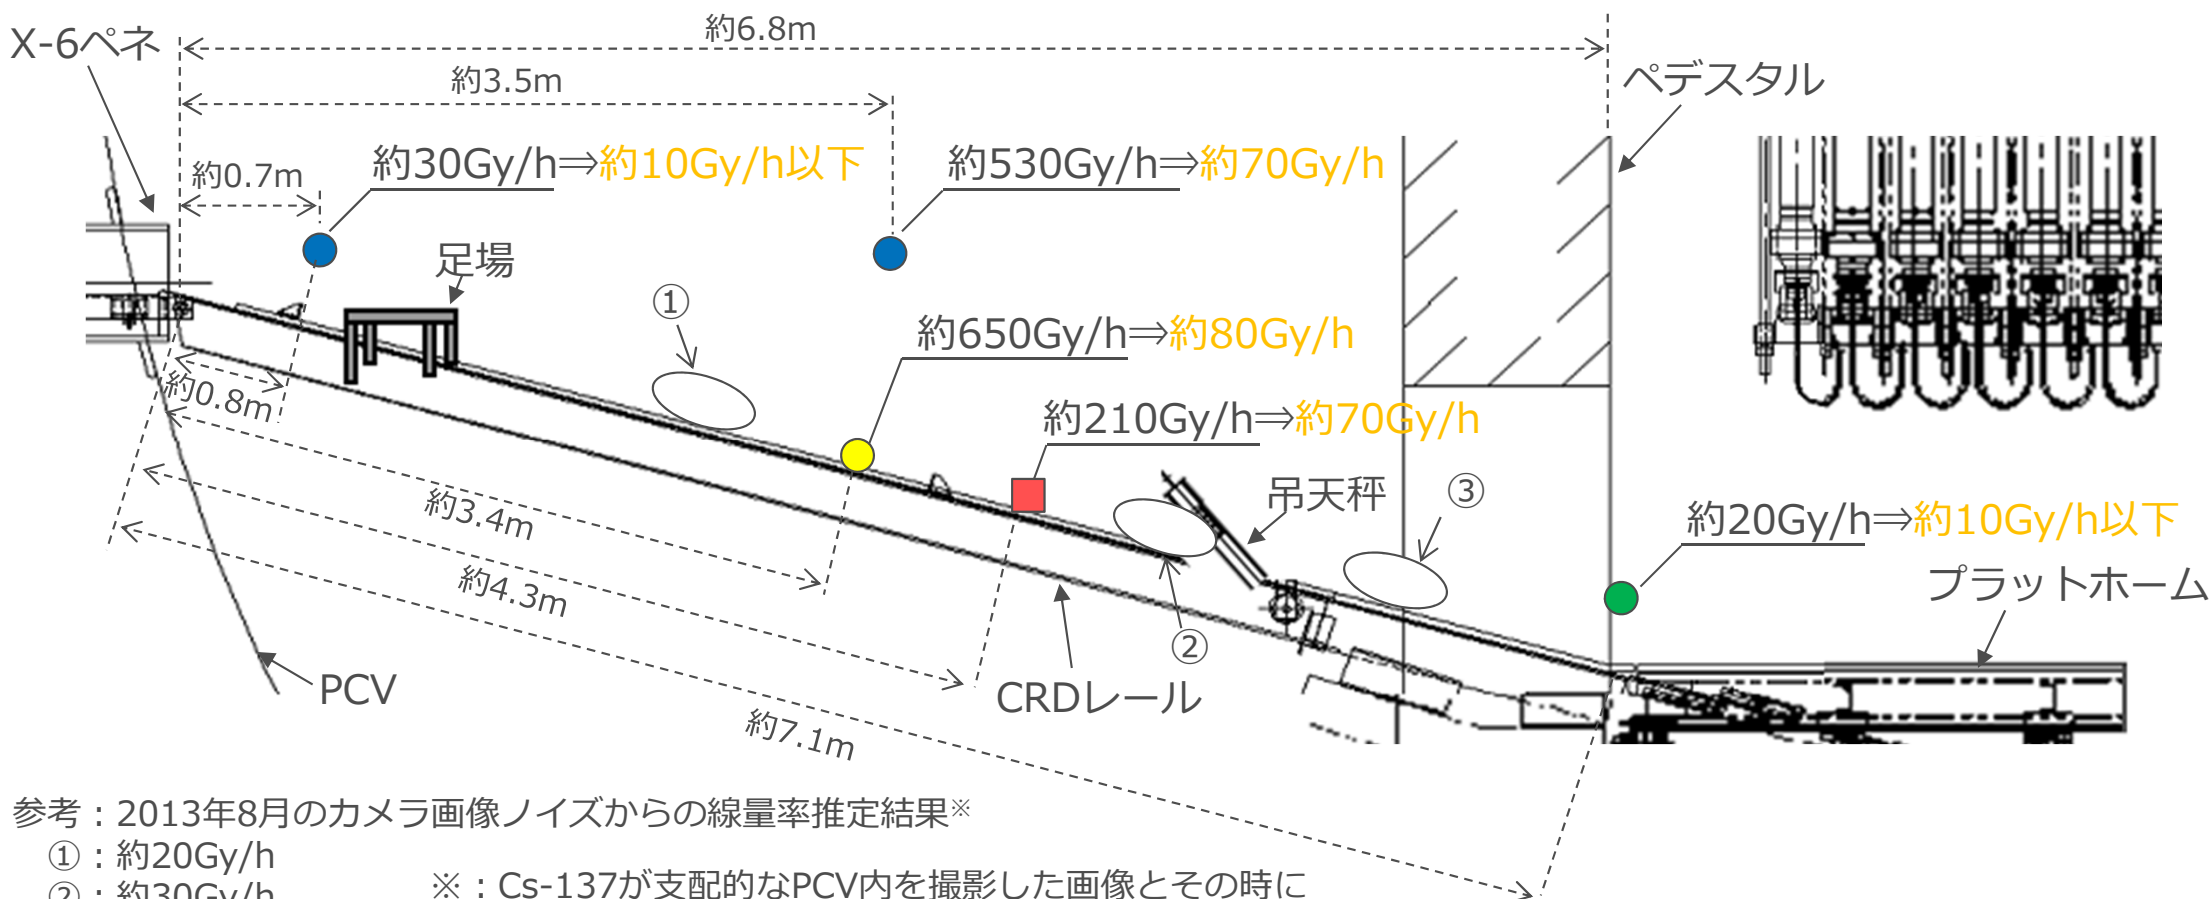 約6.8m
X-6ペネ
約3.5m
ペデスタル
約30Gy/h⇒約10Gy/h以下
約530Gy/h⇒約70Gy/h
約0.7m
足場
①
約650Gy/h⇒約80Gy/h
約0.8m
約210Gy/h⇒約70Gy/h
吊天秤
③
約3.4m
約20Gy/h⇒約10Gy/h以下
プラットホーム
約4.3m
②
PCV
CRDレール
約7.1m
参考：2013年8月のカメラ画像ノイズからの線量率推定結果※
①：約20Gy/h
②：約30Gy/h
※：Cs-137が支配的なPCV内を撮影した画像とその時に